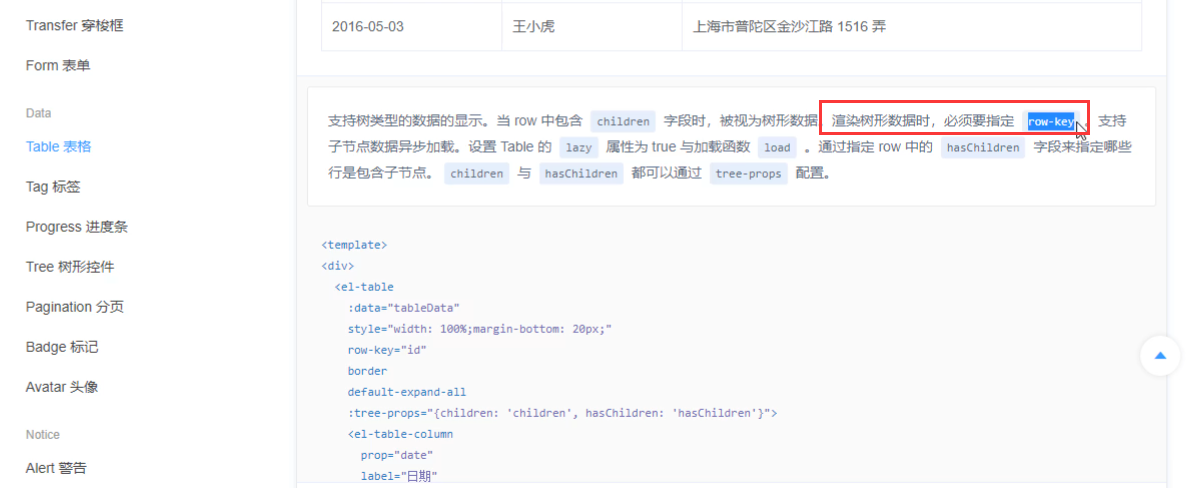 Transfer 穿梭框
Form 表单
Data
Table 表格
Tag 标签
Progress 进度条
Tree 树形控件
Pagination 分页
Badge 标记
Avatar 头像
Notice
Alert 警告
2016-05-03 王小虎 上海市普陀区金沙江路 1516 弄
支持树类型的数据的显示。当 row 中包含 children 字段时，被视为树形数据。渲染树形数据时，必须要指定 row-key 。支持
子节点数据异步加载。设置 Table 的 lazy 属性为 true 与加载函数 load 。通过指定 row 中的 hasChildren 字段来指定哪些
行是包含子节点。 children 与 hasChildren 都可以通过 tree-props 配置。
<template>
<div>
<el-table
:data="tableData"
style="width: 100%;margin-bottom: 20px;"
row-key="id"
border
default-expand-all
:tree-props="{children: 'children', hasChildren: 'hasChildren'}">
<el-table-column
prop="date"
label="日期"